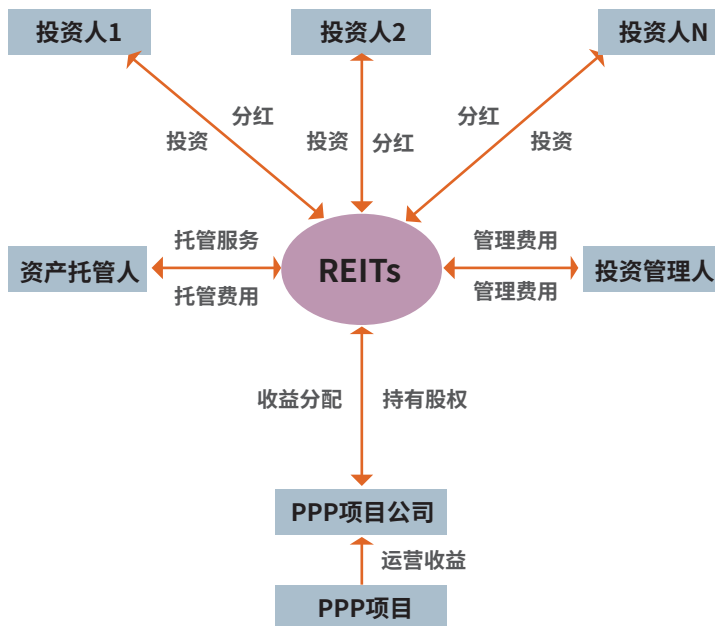 投资人1
投资人2
投资人N
分红
投资
投资
分红
分红
投资
托管服务
管理费用
资产托管人
REITs
投资管理人
托管费用
管理费用
收益分配
持有股权
PPP项目公司
运营收益
PPP项目